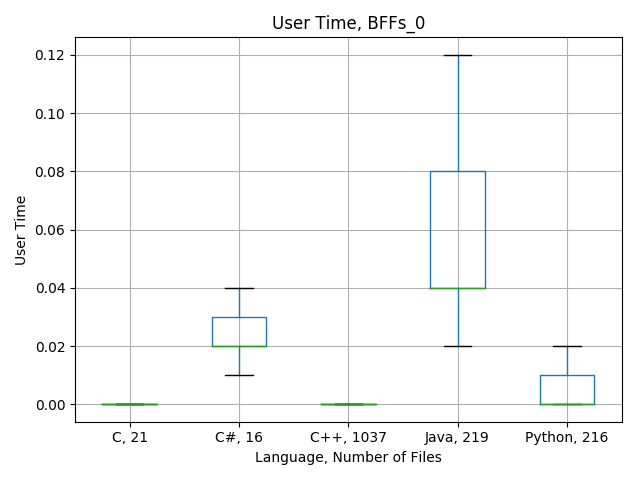 User Time, BFFs_0
0.12
0.10
0.08
0.06
0.04
0.02
0.00
User Time
C, 21
C#, 16
C++, 1037
Java, 219
Python, 216
Language, Number of Files